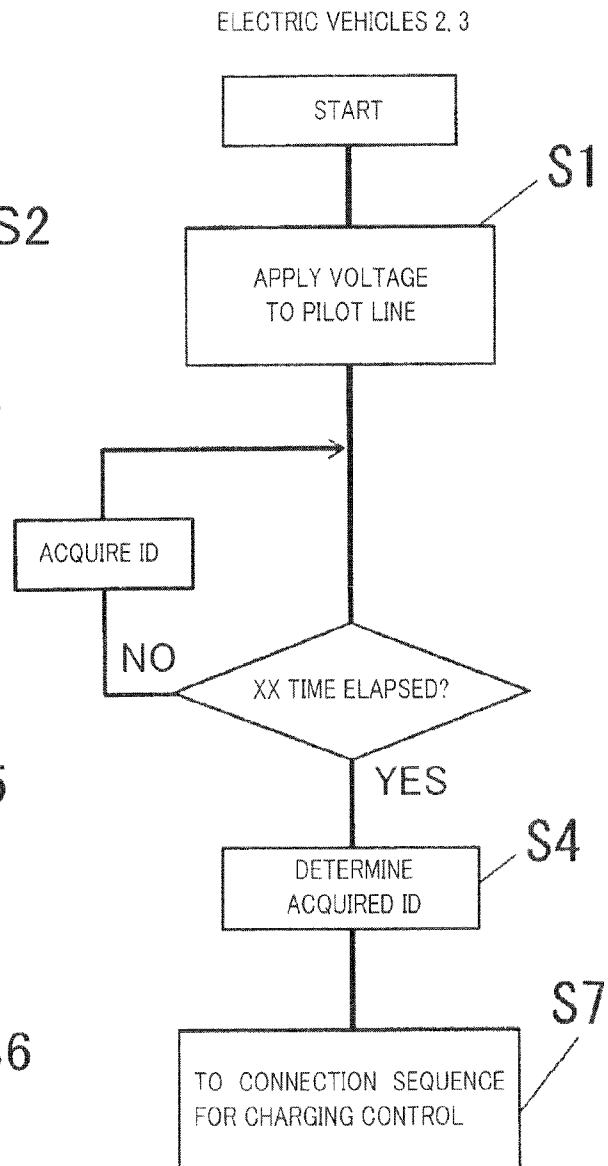 ELECTRIC VEHICLES 2, 3
START
S1
S2
APPLY VOLTAGE
TO PILOT LINE
ACQUIRE ID
NO
XX TIME ELAPSED?
YES
S4
DETERMINE
ACQUIRED ID
S7
6
TO CONNECTION SEQUENCE
FOR CHARGING CONTROL